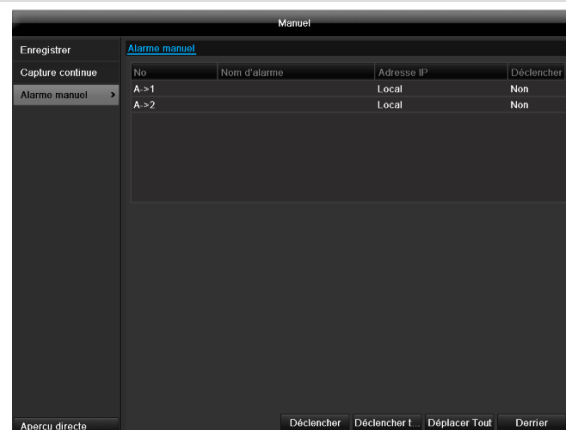 Manuel
Enregistrer
Capture continue
Alarme manuel >
Alarme manuel
No Nom d'alarme Adresse IP Déclencher
A->1 Local Non
A->2 Local Non
Aperçu directe
Déclencher Déclencher t... Déplacer Tout Derrier